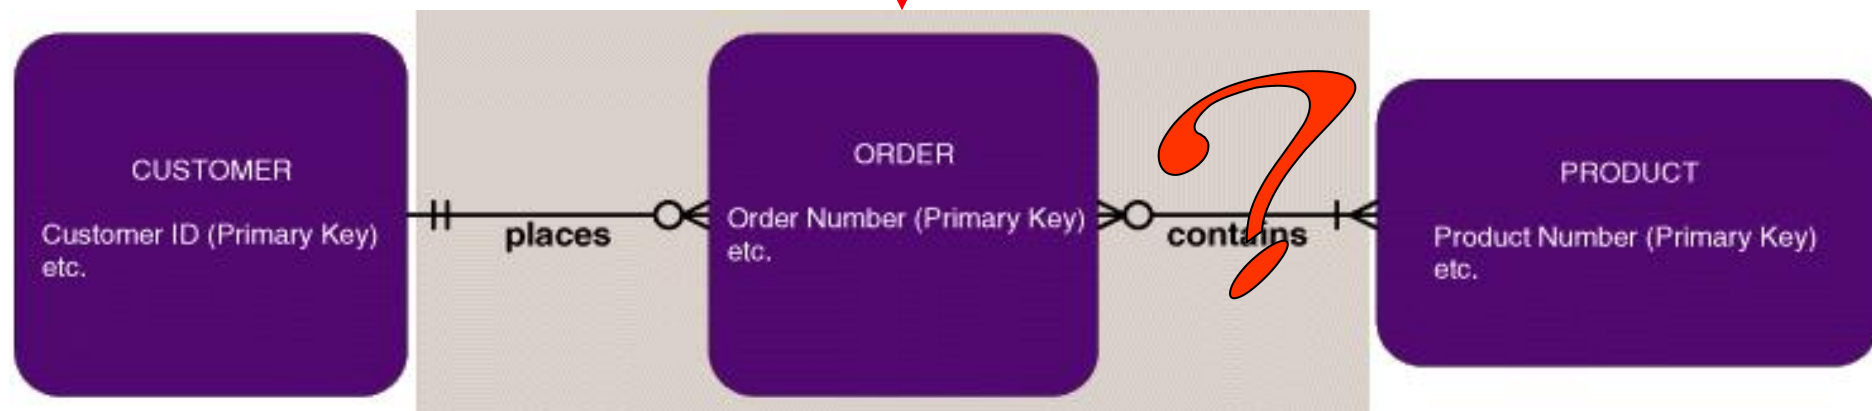 CUSTOMER
Customer ID (Primary Key)
etc.
places
ORDER
Order Number (Primary Key)
etc.
?
contains
PRODUCT
Product Number (Primary Key)
etc.